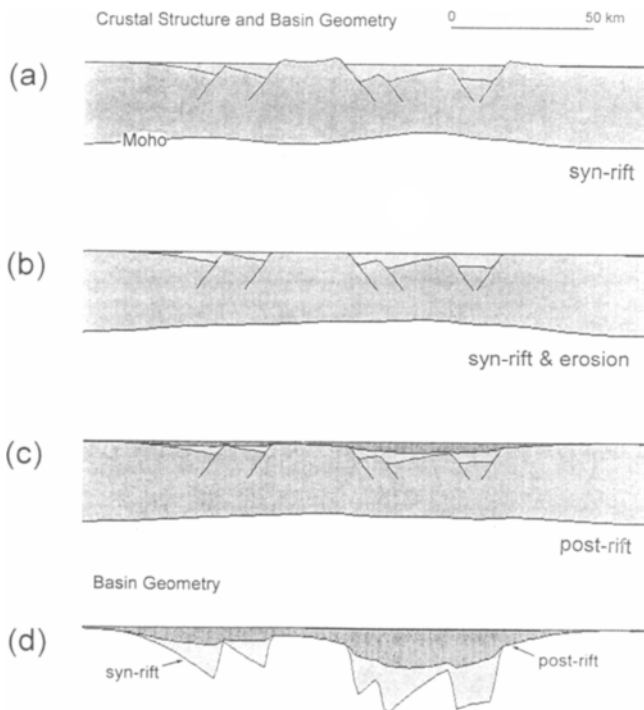 Crustal Structure and Basin Geometry
0 50 km
(a)
Moho
syn-rift
(b)
syn-rift & erosion
(c)
post-rift
Basin Geometry
(d)
syn-rift
post-rift